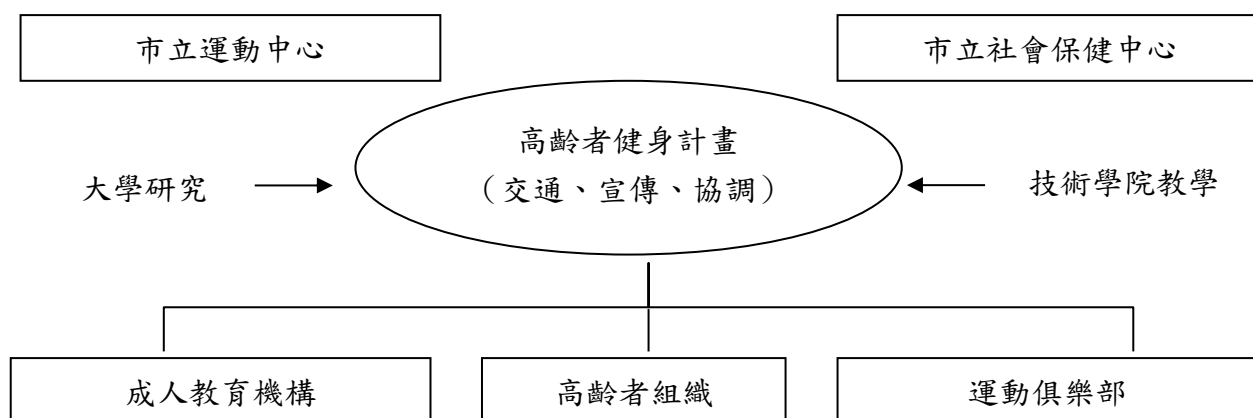 市立運動中心
市立社會保健中心
高齡者健身計畫
（交通、宣傳、協調）
大學研究
技術學院教學
成人教育機構
高齡者組織
運動俱樂部